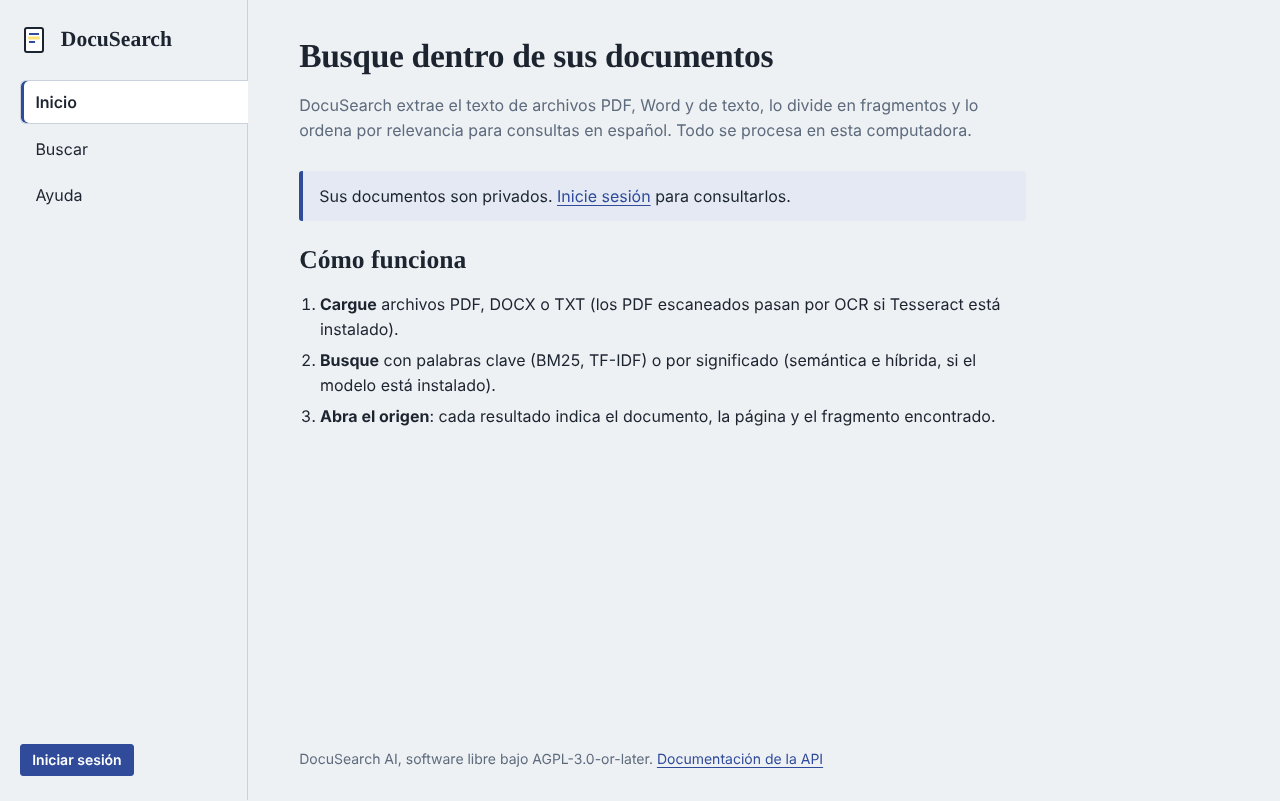 DocuSearch
Inicio
Buscar
Ayuda
Iniciar sesión
Busque dentro de sus documentos
DocuSearch extrae el texto de archivos PDF, Word y de texto, lo divide en fragmentos y lo
ordena por relevancia para consultas en español. Todo se procesa en esta computadora.
Sus documentos son privados. Inicie sesión para consultarlos.
Cómo funciona
1. Cargue archivos PDF, DOCX o TXT (los PDF escaneados pasan por OCR si Tesseract está
instalado).
2. Busque con palabras clave (BM25, TF-IDF) o por significado (semántica e híbrida, si el
modelo está instalado).
3. Abra el origen: cada resultado indica el documento, la página y el fragmento encontrado.
DocuSearch AI, software libre bajo AGPL-3.0-or-later. Documentación de la API